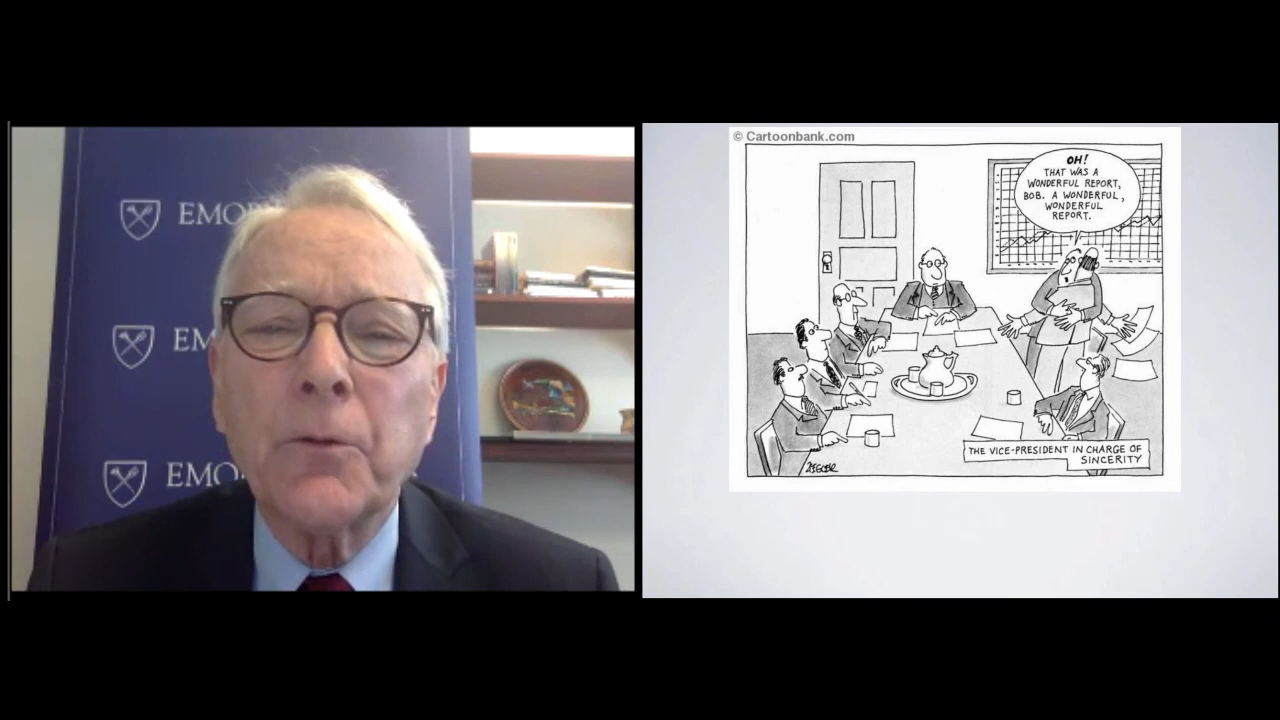 EMOR
EM
EMO
© Cartoonbank.com
OH!
THAT WAS A
WONDERFUL REPORT,
BOB. A WONDERFUL,
WONDERFUL
REPORT.
THE VICE-PRESIDENT IN CHARGE OF
SINCERITY
ZIEGLER